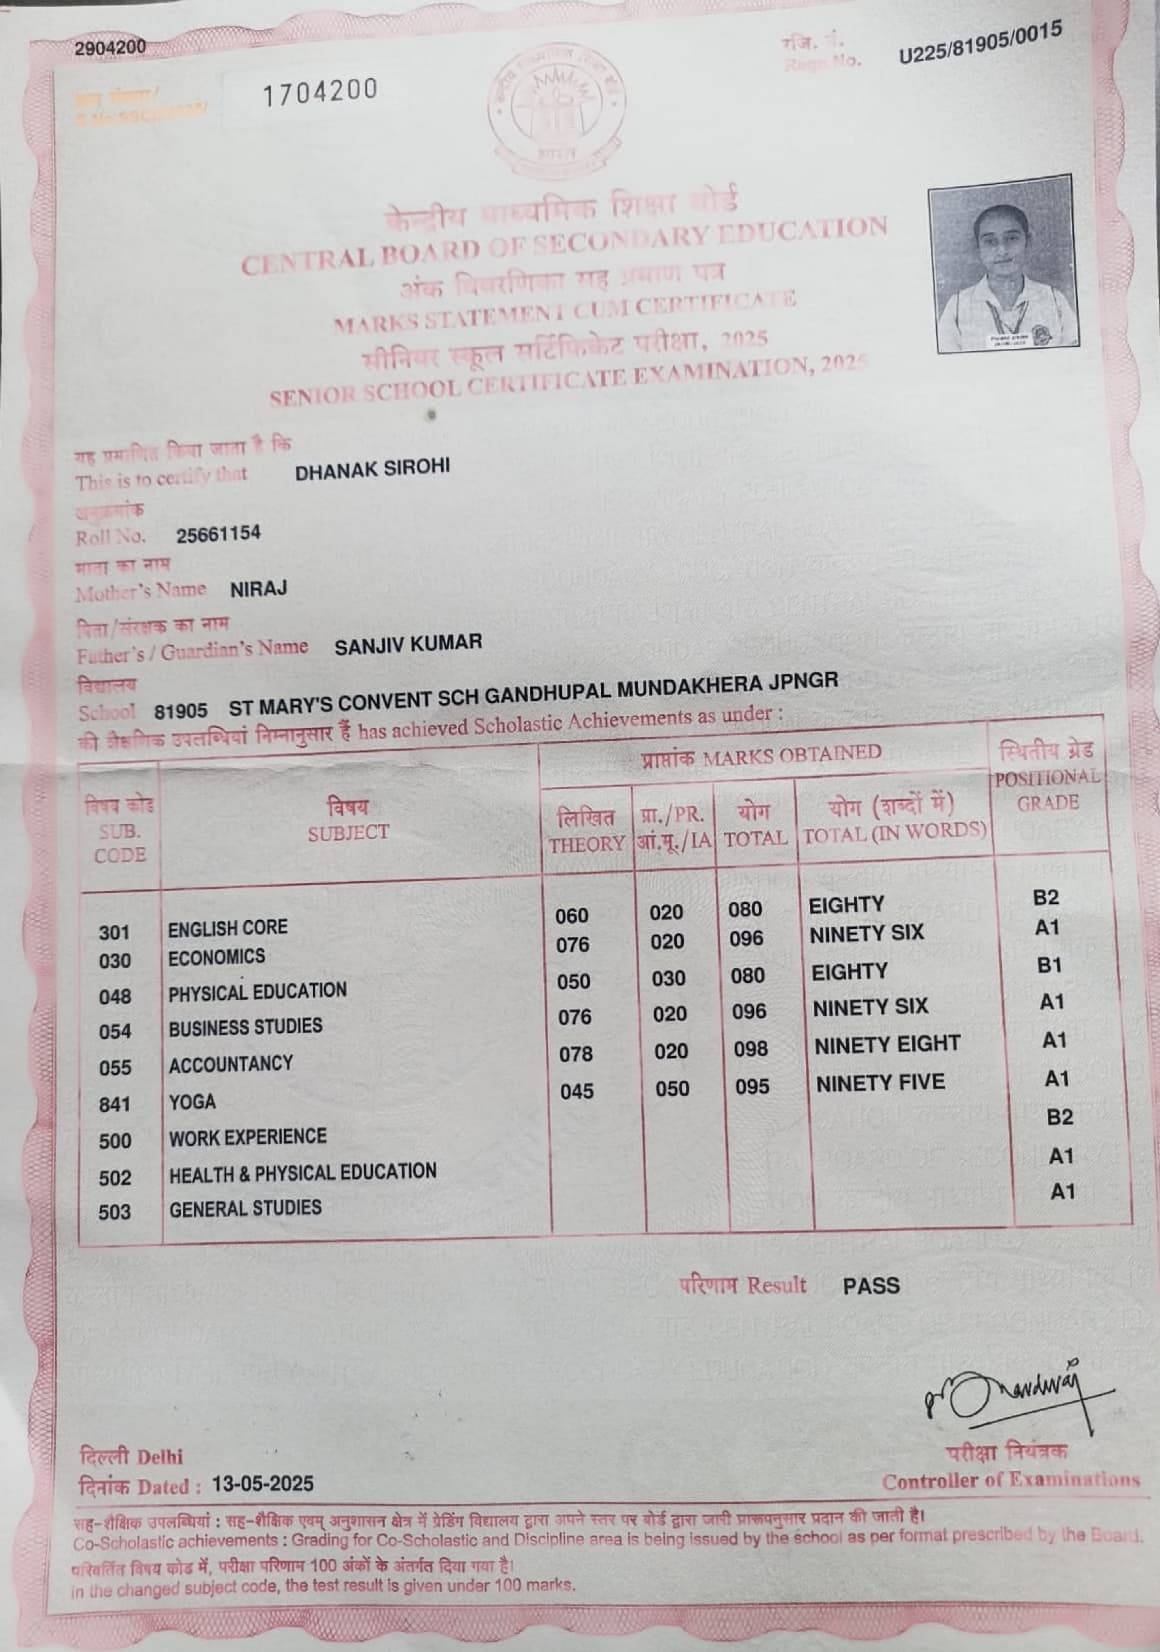 2904200
रजि. नं.
Regn. No. U225/81905/0015
1704200
भारत
केन्द्रीय माध्यमिक शिक्षा बोर्ड
CENTRAL BOARD OF SECONDARY EDUCATION
अंक विवरणिका सह प्रमाण पत्र
MARKS STATEMENT CUM CERTIFICATE
सीनियर स्कूल सर्टिफिकेट परीक्षा, 2025
SENIOR SCHOOL CERTIFICATE EXAMINATION, 2025
यह प्रमाणित किया जाता है कि
This is to certify that DHANAK SIROHI
अनुक्रमांक
Roll No. 25661154
माता का नाम
Mother's Name NIRAJ
पिता/संरक्षक का नाम
Father's / Guardian's Name SANJIV KUMAR
विद्यालय
School 81905 ST MARY'S CONVENT SCH GANDHUPAL MUNDAKHERA JPNGR
की शैक्षणिक उपलब्धियां निम्नानुसार हैं has achieved Scholastic Achievements as under :
विषय कोड SUB. CODE विषय SUBJECT प्राप्तांक MARKS OBTAINED स्थितीय ग्रेड POSITIONAL GRADE
लिखित THEORY प्रा./PR. आं.मू./IA योग TOTAL योग (शब्दों में) TOTAL (IN WORDS)
301 ENGLISH CORE 060 020 080 EIGHTY B2
030 ECONOMICS 076 020 096 NINETY SIX A1
048 PHYSICAL EDUCATION 050 030 080 EIGHTY B1
054 BUSINESS STUDIES 076 020 096 NINETY SIX A1
055 ACCOUNTANCY 078 020 098 NINETY EIGHT A1
841 YOGA 045 050 095 NINETY FIVE A1
500 WORK EXPERIENCE B2
502 HEALTH & PHYSICAL EDUCATION A1
503 GENERAL STUDIES A1
परिणाम Result PASS
दिल्ली Delhi
दिनांक Dated : 13-05-2025
परीक्षा नियंत्रक
Controller of Examinations
सह-शैक्षिक उपलब्धियां : सह-शैक्षिक एवम् अनुशासन क्षेत्र में ग्रेडिंग विद्यालय द्वारा अपने स्तर पर बोर्ड द्वारा जारी प्रारूपनुसार प्रदान की जाती है।
Co-Scholastic achievements : Grading for Co-Scholastic and Discipline area is being issued by the school as per format prescribed by the Board.
परिवर्तित विषय कोड में, परीक्षा परिणाम 100 अंकों के अंतर्गत दिया गया है।
In the changed subject code, the test result is given under 100 marks.